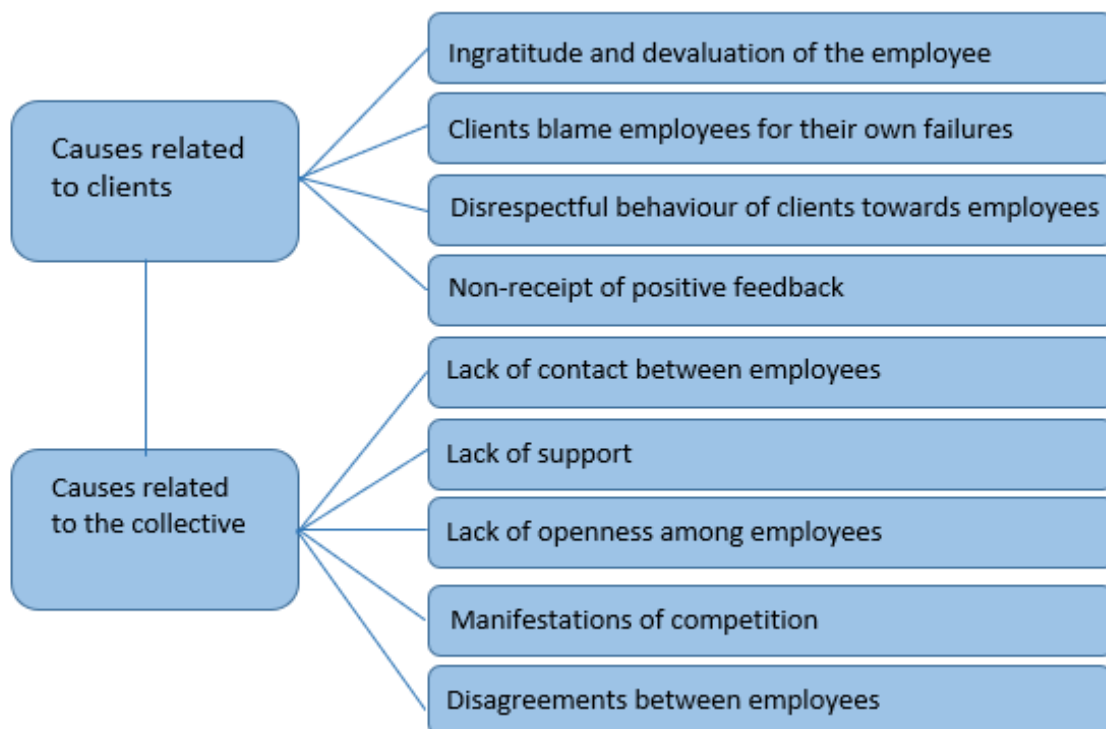 Causes related
to clients
Ingratitude and devaluation of the employee
Clients blame employees for their own failures
Disrespectful behaviour of clients towards employees
Non-receipt of positive feedback
Causes related
to the collective
Lack of contact between employees
Lack of support
Lack of openness among employees
Manifestations of competition
Disagreements between employees